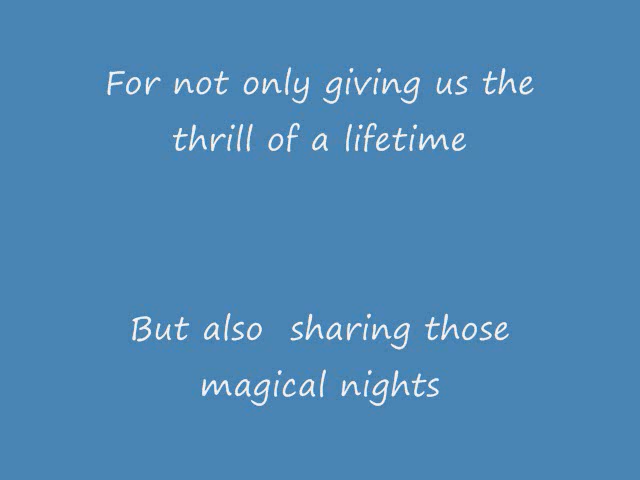 For not only giving us the
thrill of a lifetime
But also  sharing those
magical nights